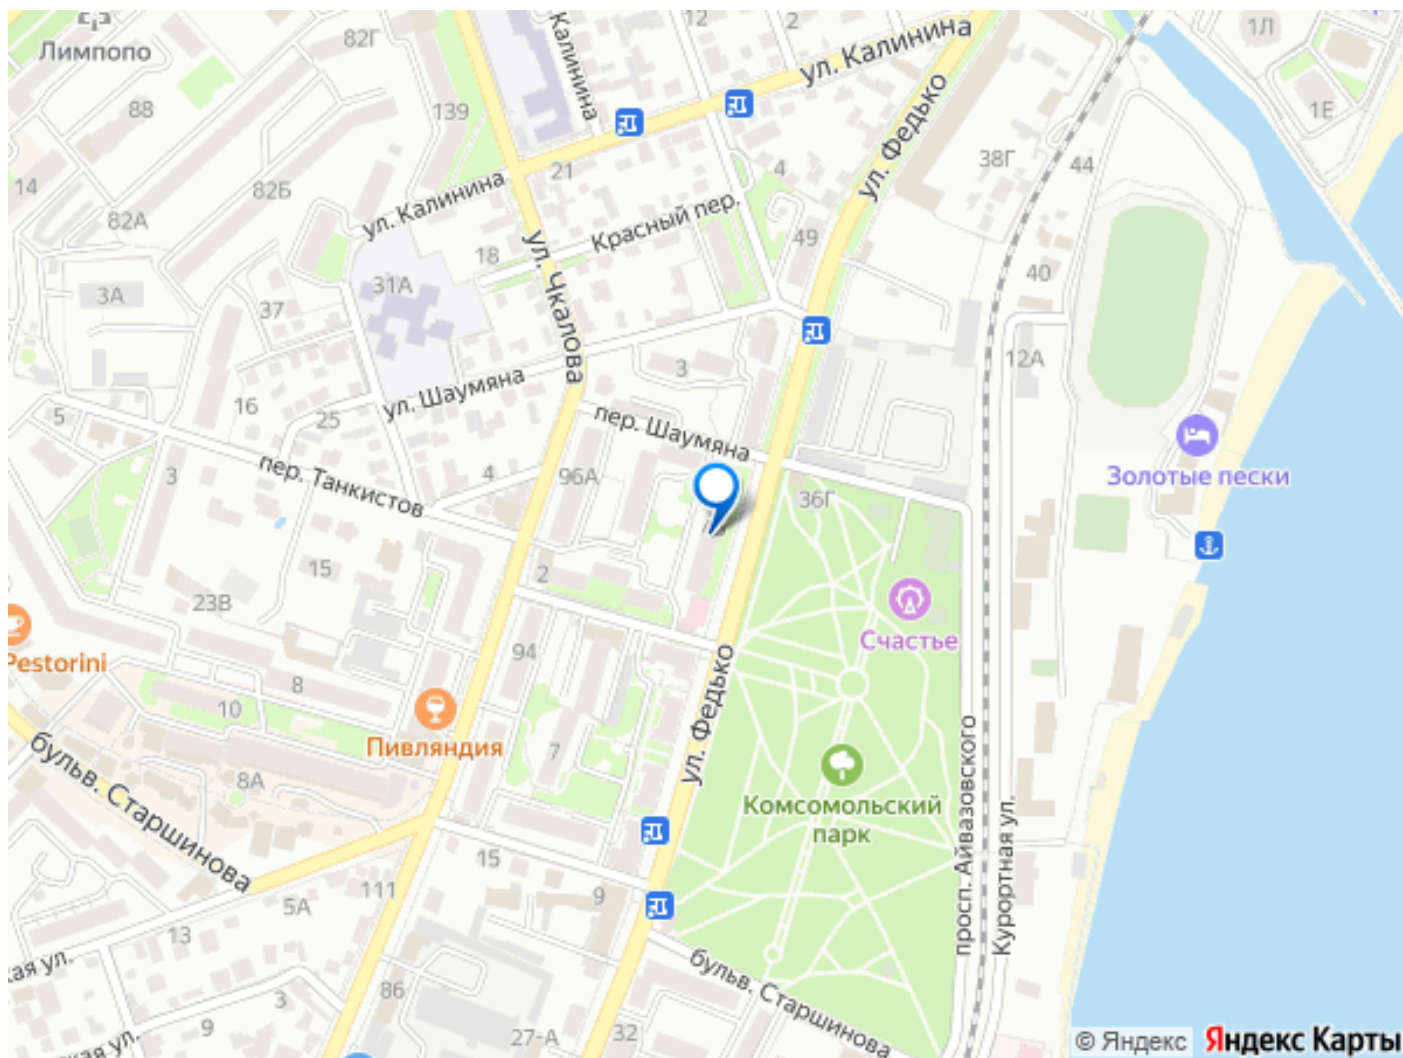 Лимпопо
82Г
Калинина
12
2
ул. Калинина
1Л
88
139
1Е
ул. Федько
38Г
44
14
82А
82Б
ул. Калинина
21
4
Красный пер.
18
49
3А
37
31А
ул. Чкалова
40
12А
16
25
ул. Шаумяна
3
5
3
пер. Шаумяна
пер. Танкистов
4
96А
36Г
Золотые пески
15
2
23В
Счастье
Pestorini
8
94
ул. Федько
10
Пивляндия
7
бульв. Старшинова
8А
Комсомольский
парк
просп. Айвазовского
Курортная ул.
15
9
111
5А
13
ая ул.
бульв. Старшинова
86
3
9
кая ул.
27-А
32
© Яндекс
Яндекс Карты